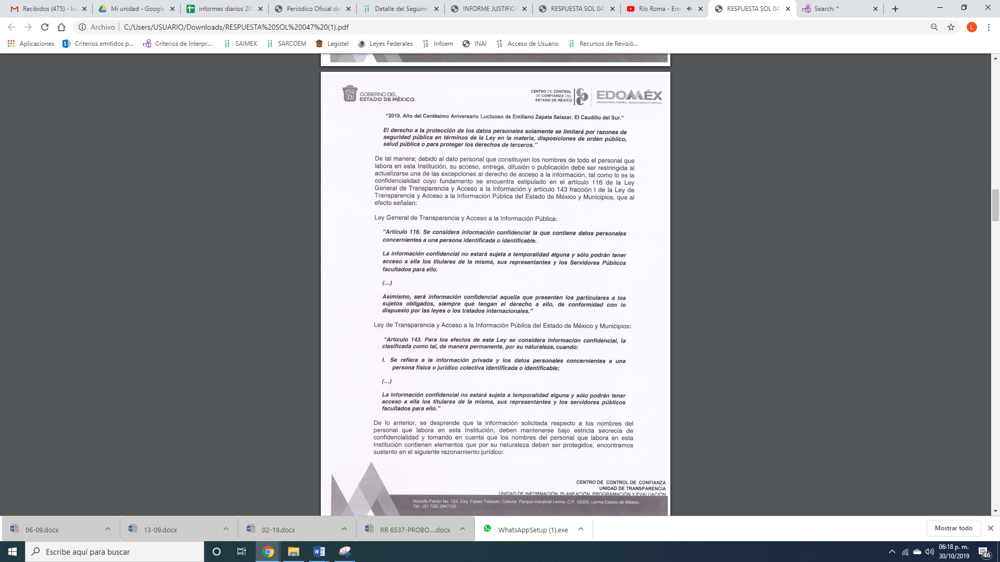 Recibidos (475) - lui
Mi unidad - Google
informes diarios 201
Periódico Oficial del
Detalle del Seguimie
INFORME JUSTIFICA
RESPUESTA SOL 047
Río Roma - Eres
RESPUESTA SOL 047
Search: *
Archivo
C:/Users/USUARIO/Downloads/RESPUESTA%20SOL%20047%20(1).pdf
L
Aplicaciones
Criterios emitidos p...
Criterios de Interpr...
SAIMEX
SARCOEM
Legistel
Leyes Federales
Infoem
INAI
Acceso de Usuario
Recursos de Revisió...
GOBIERNO DEL
ESTADO DE MÉXICO
CENTRO DE CONTROL
DE CONFIANZA DEL
ESTADO DE MÉXICO
EDOMÉX
DECISIONES FIRMES, RESULTADOS FUERTES.
"2019. Año del Centésimo Aniversario Luctuoso de Emiliano Zapata Salazar. El Caudillo del Sur."
El derecho a la protección de los datos personales solamente se limitará por razones de
seguridad pública en términos de la Ley en la materia, disposiciones de orden público,
salud pública o para proteger los derechos de terceros."
De tal manera; debido al dato personal que constituyen los nombres de todo el personal que
labora en esta Institución, su acceso, entrega, difusión o publicación debe ser restringida al
actualizarse una de las excepciones al derecho de acceso a la información, tal como lo es la
confidencialidad cuyo fundamento se encuentra estipulado en el artículo 116 de la Ley
General de Transparencia y Acceso a la Información y artículo 143 fracción I de la Ley de
Transparencia y Acceso a la Información Pública del Estado de México y Municipios, que al
efecto señalan:
Ley General de Transparencia y Acceso a la Información Pública:
"Artículo 116. Se considera información confidencial la que contiene datos personales
concernientes a una persona identificada o identificable.
La información confidencial no estará sujeta a temporalidad alguna y sólo podrán tener
acceso a ella los titulares de la misma, sus representantes y los Servidores Públicos
facultados para ello.
(...)
Asimismo, será información confidencial aquella que presenten los particulares a los
sujetos obligados, siempre que tengan el derecho a ello, de conformidad con lo
dispuesto por las leyes o los tratados internacionales."
Ley de Transparencia y Acceso a la Información Pública del Estado de México y Municipios:
"Artículo 143. Para los efectos de esta Ley se considera información confidencial, la
clasificada como tal, de manera permanente, por su naturaleza, cuando:
I. Se refiera a la información privada y los datos personales concernientes a una
persona física o jurídico colectiva identificada o identificable;
(...)
La información confidencial no estará sujeta a temporalidad alguna y sólo podrán tener
acceso a ella los titulares de la misma, sus representantes y los servidores públicos
facultados para ello."
De lo anterior, se desprende que la información solicitada respecto a los nombres del
personal que labora en esta Institución, deben mantenerse bajo estricta secrecía de
confidencialidad y tomando en cuenta que los nombres del personal que labora en esta
Institución contienen elementos que por su naturaleza deben ser protegidos, encontramos
sustento en el siguiente razonamiento jurídico:
CENTRO DE CONTROL DE CONFIANZA
UNIDAD DE TRANSPARENCIA
UNIDAD DE INFORMACIÓN, PLANEACIÓN, PROGRAMACIÓN Y EVALUACIÓN
Rodolfo Patrón No. 123, Esq. Paseo Tollocan, Colonia Parque Industrial Lerma, C.P. 52000, Lerma Estado de México.
Tel.: (01 728) 2847330.
06-09.docx
13-09.docx
02-19.docx
RR 6537-PROBO....docx
WhatsAppSetup (1).exe
Mostrar todo
Escribe aquí para buscar
06:18 p. m.
30/10/2019
46